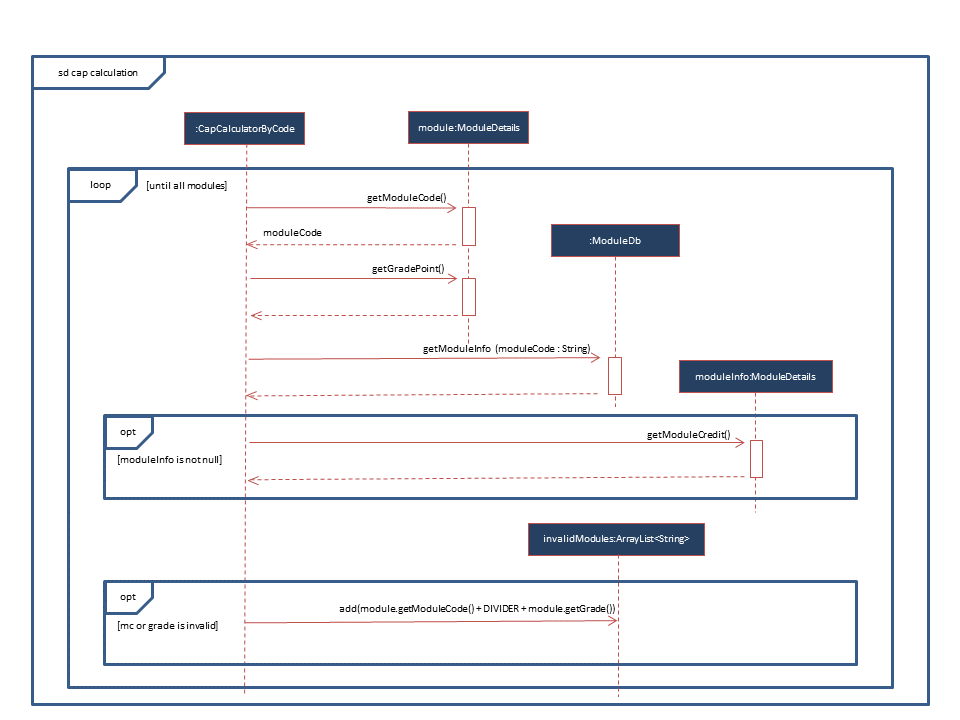 sd cap calculation
:CapCalculatorByCode
module:ModuleDetails
loop
[until all modules]
getModuleCode()
moduleCode
:ModuleDb
getGradePoint()
getModuleInfo (moduleCode : String)
moduleInfo:ModuleDetails
opt
getModuleCredit()
[moduleInfo is not null]
invalidModules:ArrayList<String>
opt
add(module.getModuleCode() + DIVIDER + module.getGrade())
[mc or grade is invalid]